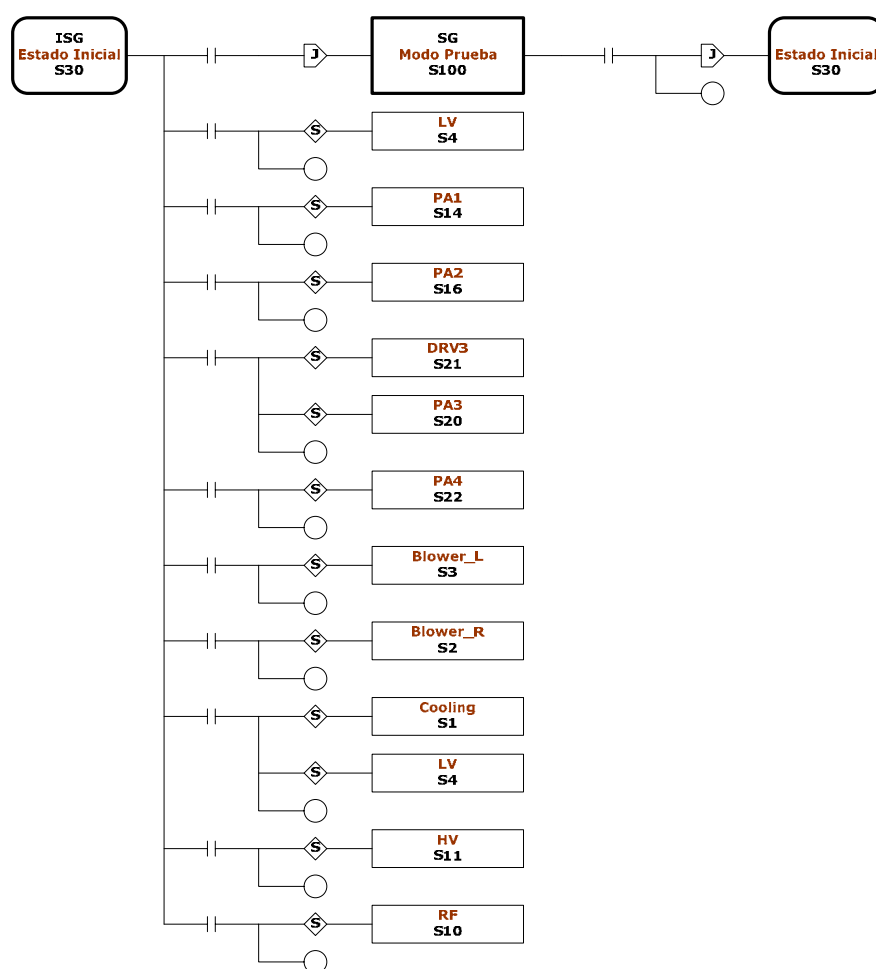 ISG
Estado Inicial
S30
J
SG
Modo Prueba
S100
J
Estado Inicial
S30
S
LV
S4
S
PA1
S14
S
PA2
S16
S
DRV3
S21
S
PA3
S20
S
PA4
S22
S
Blower_L
S3
S
Blower_R
S2
S
Cooling
S1
S
LV
S4
S
HV
S11
S
RF
S10